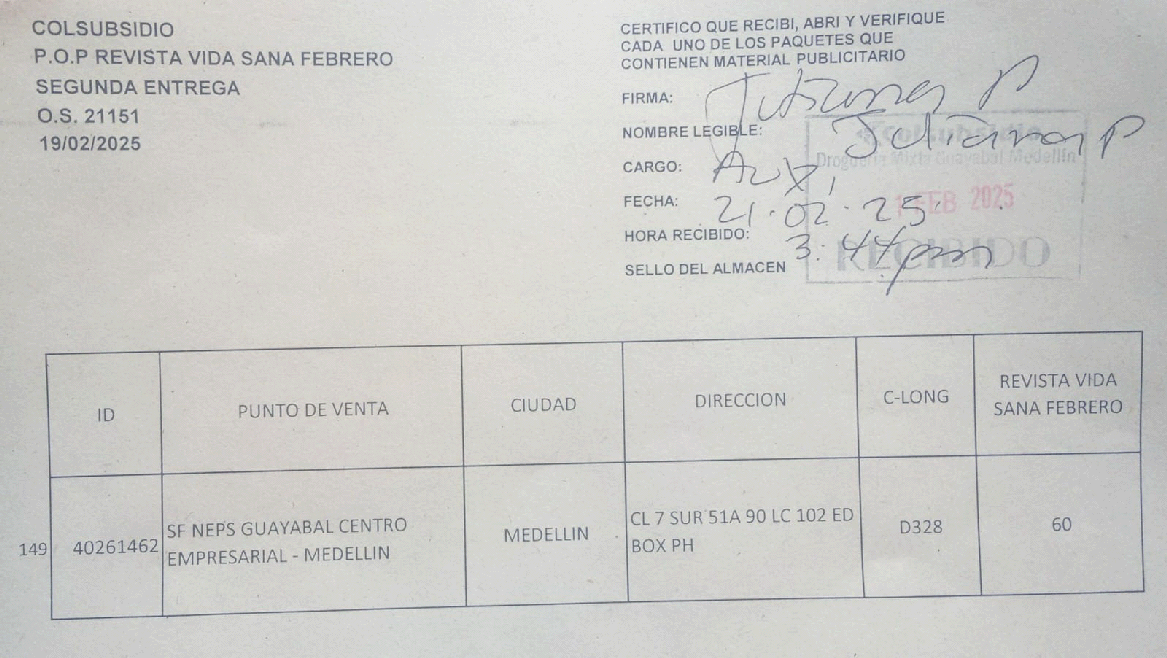 COLSUBSIDIO
P.O.P REVISTA VIDA SANA FEBRERO
SEGUNDA ENTREGA
O.S. 21151
19/02/2025
CERTIFICO QUE RECIBI, ABRI Y VERIFIQUE
CADA UNO DE LOS PAQUETES QUE
CONTIENEN MATERIAL PUBLICITARIO
FIRMA:
NOMBRE LEGIBLE: P
CARGO: Aux,
FECHA: 21.02.25
HORA RECIBIDO: 3:44pm
SELLO DEL ALMACEN
Colsubsidio
Droguería Mixta Guayabal Medellín
FEB 2025
RECIBIDO
ID PUNTO DE VENTA CIUDAD DIRECCION C-LONG REVISTA VIDA SANA FEBRERO
149 40261462 SF NEPS GUAYABAL CENTRO EMPRESARIAL - MEDELLIN MEDELLIN CL 7 SUR 51A 90 LC 102 ED BOX PH D328 60